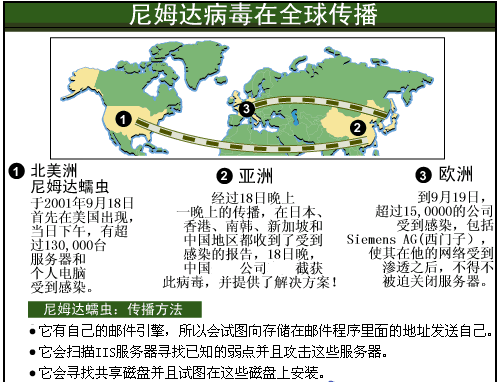 尼姆达病毒在全球传播
1
2
3
1 北美洲
尼姆达蠕虫
于2001年9月18日
首先在美国出现,
当日下午,有超
过130,000台
服务器和
个人电脑
受到感染。
2 亚洲
经过18日晚上
一晚上的传播,在日本、
香港、南韩、新加坡和
中国地区都收到了受到
感染的报告,18日晚,
中国 公司 截获
此病毒,并提供了解决方案!
3 欧洲
到9月19日,
超过15,0000的公司
受到感染,包括
Siemens AG(西门子),
使其在他的网络受到
渗透之后,不得不
被迫关闭服务器。
尼姆达蠕虫:传播方法
•它有自己的邮件引擎,所以会试图向存储在邮件程序里面的地址发送自己。
•它会扫描IIS服务器寻找已知的弱点并且攻击这些服务器。
•它会寻找共享磁盘并且试图在这些磁盘上安装。